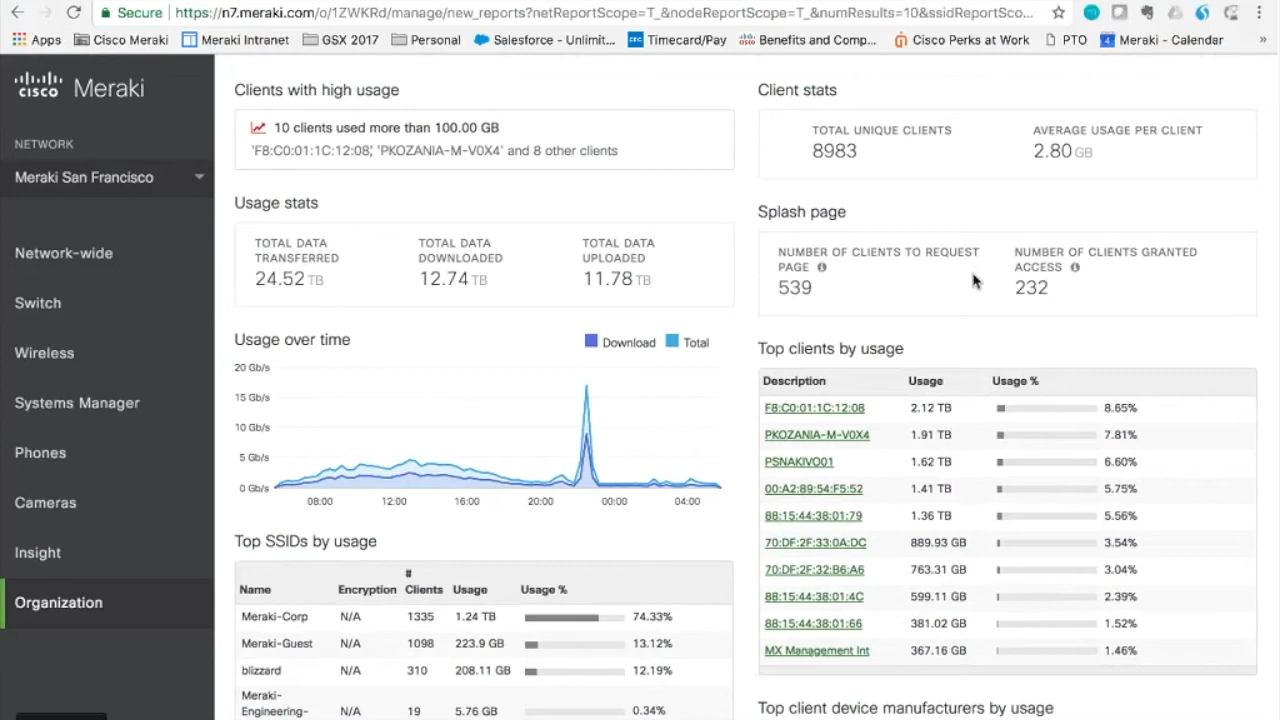 Secure | https://n7.meraki.com/o/1ZWKRd/manage/new_reports?netReportScope=T_&nodeReportScope=T_&numResults=10&ssidReportSco...
Apps Cisco Meraki Meraki Intranet GSX 2017 Personal Salesforce - Unlimit... Timecard/Pay Benefits and Comp... Cisco Perks at Work PTO Meraki - Calendar »
cisco Meraki
NETWORK
Meraki San Francisco
Network-wide
Switch
Wireless
Systems Manager
Phones
Cameras
Insight
Organization
Clients with high usage
10 clients used more than 100.00 GB
'F8:C0:01:1C:12:08', 'PKOZANIA-M-V0X4' and 8 other clients
Usage stats
TOTAL DATA TRANSFERRED
24.52 TB
TOTAL DATA DOWNLOADED
12.74 TB
TOTAL DATA UPLOADED
11.78 TB
Usage over time
Download Total
20 Gb/s
15 Gb/s
10 Gb/s
5 Gb/s
0 Gb/s
08:00 12:00 16:00 20:00 00:00 04:00
Top SSIDs by usage
Name Encryption # Clients Usage Usage %
Meraki-Corp N/A 1335 1.24 TB 74.33%
Meraki-Guest N/A 1098 223.9 GB 13.12%
blizzard N/A 310 208.11 GB 12.19%
Meraki-
Engineering- N/A 19 5.76 GB 0.34%
Client stats
TOTAL UNIQUE CLIENTS
8983
AVERAGE USAGE PER CLIENT
2.80 GB
Splash page
NUMBER OF CLIENTS TO REQUEST
PAGE
539
NUMBER OF CLIENTS GRANTED
ACCESS
232
Top clients by usage
Description Usage Usage %
F8:C0:01:1C:12:08 2.12 TB 8.65%
PKOZANIA-M-V0X4 1.91 TB 7.81%
PSNAKIVO01 1.62 TB 6.60%
00:A2:89:54:F5:52 1.41 TB 5.75%
88:15:44:38:01:79 1.36 TB 5.56%
70:DF:2F:33:0A:DC 889.93 GB 3.54%
70:DF:2F:32:B6:A6 763.31 GB 3.04%
88:15:44:38:01:4C 599.11 GB 2.39%
88:15:44:38:01:66 381.02 GB 1.52%
MX Management Int 367.16 GB 1.46%
Top client device manufacturers by usage